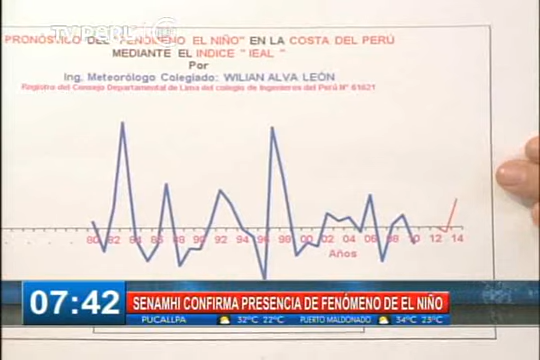 TV PERU
PRONÓSTICO DEL "FENOMENO EL NIÑO" EN LA COSTA DEL PERÚ
MEDIANTE EL INDICE " IEAL "
Por
Ing. Meteorólogo Colegiado: WILIAN ALVA LEÓN
Registro del Consejo Departamental de Lima del colegio de Ingenieros del Perú N° 61621
80 82 84 86 88 90 92 94 96 98 00 02 04 06 08 10 12 14
Años
07:42
SENAMHI CONFIRMA PRESENCIA DE FENÓMENO DE EL NIÑO
PUCALLPA 32°C 22°C PUERTO MALDONADO 34°C 23°C